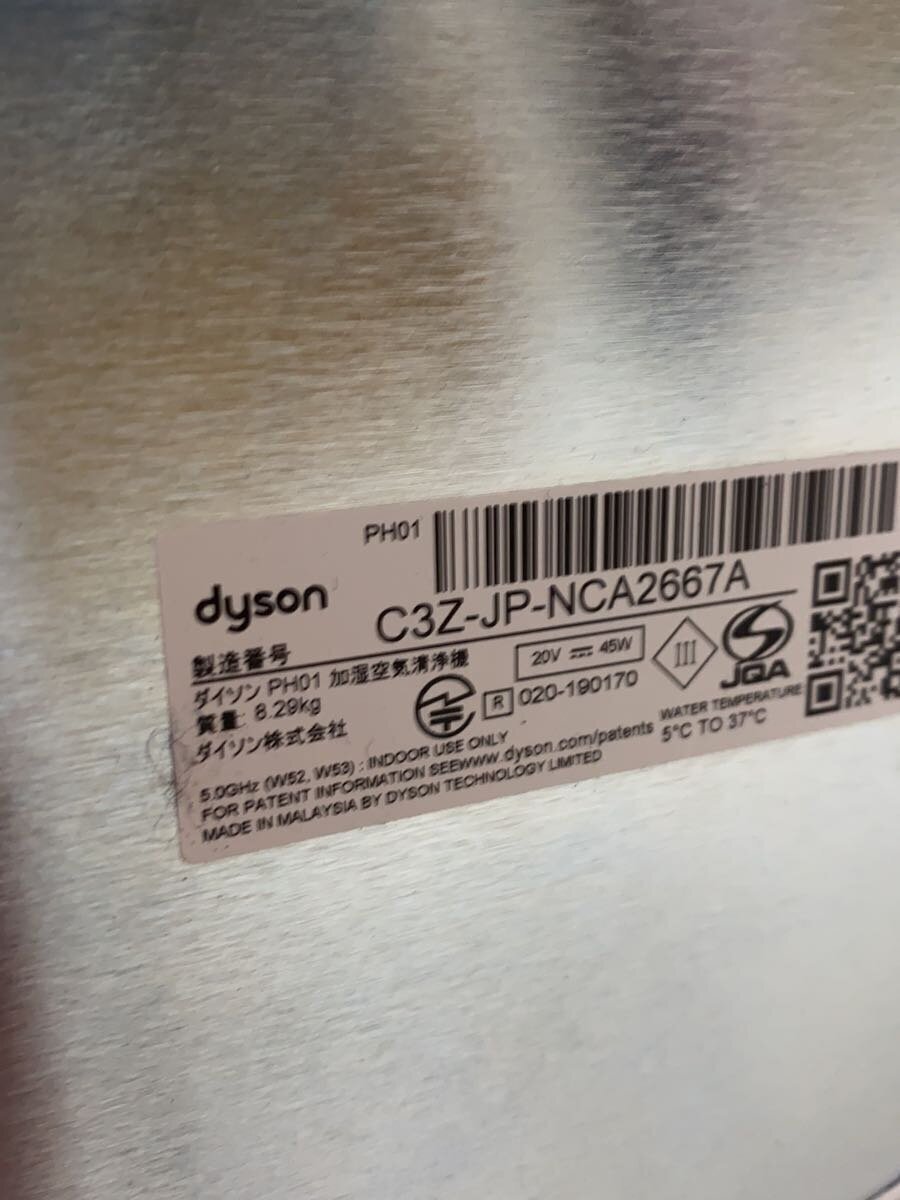 PH01
dyson
C3Z-JP-NCA2667A
製造番号
ダイソン PH01 加湿空気清浄機
20V ⎓ 45W
III
JQA
質量: 8.29kg
R 020-190170
ダイソン株式会社
WATER TEMPERATURE
5°C TO 37°C
5.0GHz (W52, W53) : INDOOR USE ONLY
FOR PATENT INFORMATION SEEwww.dyson.com/patents
MADE IN MALAYSIA BY DYSON TECHNOLOGY LIMITED